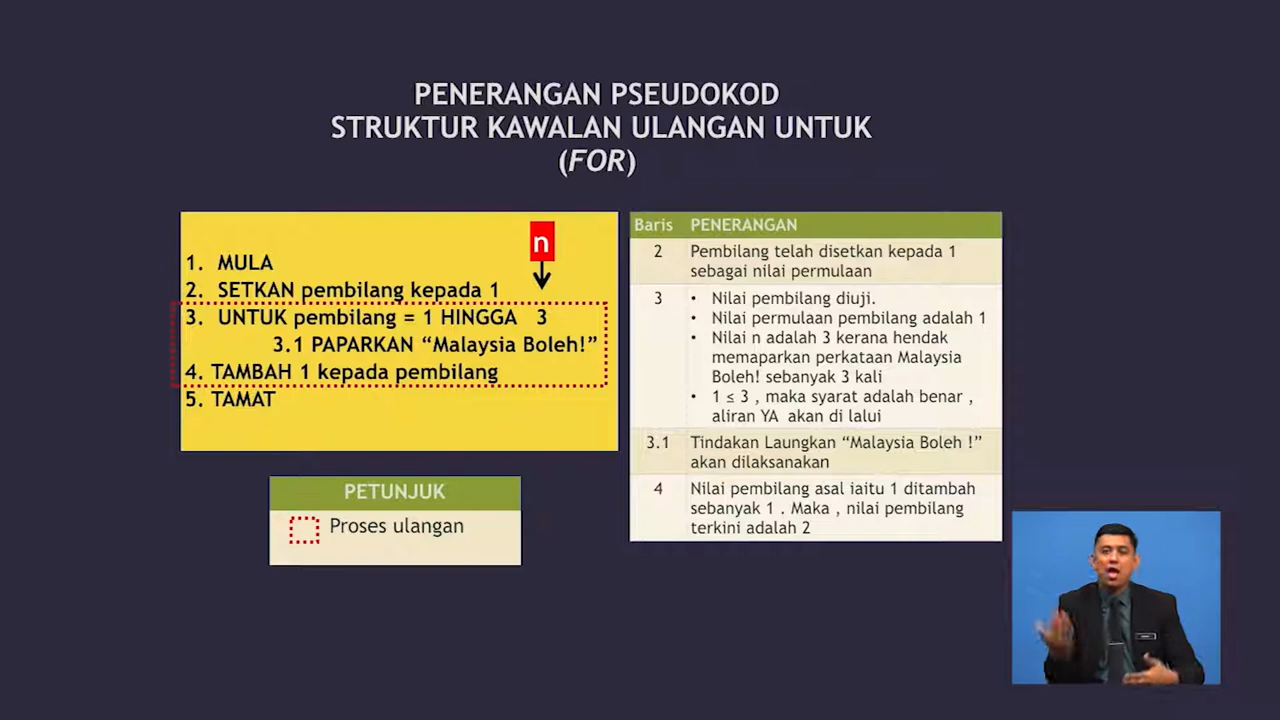 PENERANGAN PSEUDOKOD
STRUKTUR KAWALAN ULANGAN UNTUK
(FOR)
n
1. MULA
2. SETKAN pembilang kepada 1
3. UNTUK pembilang = 1 HINGGA 3
3.1 PAPARKAN “Malaysia Boleh!”
4. TAMBAH 1 kepada pembilang
5. TAMAT
PETUNJUK
Proses ulangan
Baris PENERANGAN
2 Pembilang telah disetkan kepada 1
sebagai nilai permulaan
3 • Nilai pembilang diuji.
• Nilai permulaan pembilang adalah 1
• Nilai n adalah 3 kerana hendak
memaparkan perkataan Malaysia
Boleh! sebanyak 3 kali
• 1 ≤ 3 , maka syarat adalah benar ,
aliran YA akan di lalui
3.1 Tindakan Laungkan “Malaysia Boleh !”
akan dilaksanakan
4 Nilai pembilang asal iaitu 1 ditambah
sebanyak 1 . Maka , nilai pembilang
terkini adalah 2